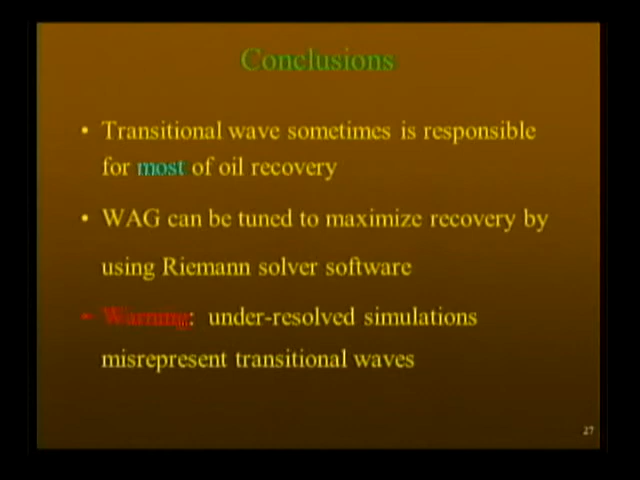 Conclusions
• Transitional wave sometimes is responsible
for most of oil recovery
• WAG can be tuned to maximize recovery by
using Riemann solver software
– Warning: under-resolved simulations
misrepresent transitional waves
27